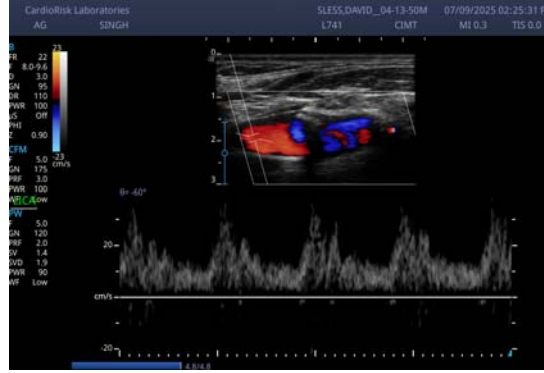 CardioRisk Laboratories SLESS,DAVID__04-13-50M 07/09/2025 02:25:31
AG SINGH L741 CIMT MI 0.3 TIS 0.0
B
FR 22
F 8.0-9.6
D 3.0
GN 95
DR 110
PWR 100
µS Off
PHI
Z 0.90
23
-23
cm/s
CFM
F 5.0
GN 175
PRF 3.0
PWR 100
WF Low
PW
F 5.0
GN 120
PRF 2.0
SV 1.4
SVD 1.9
PWR 90
WF Low
0
1
2
3
θ= -60°
20
cm/s
-20
4.8/4.8